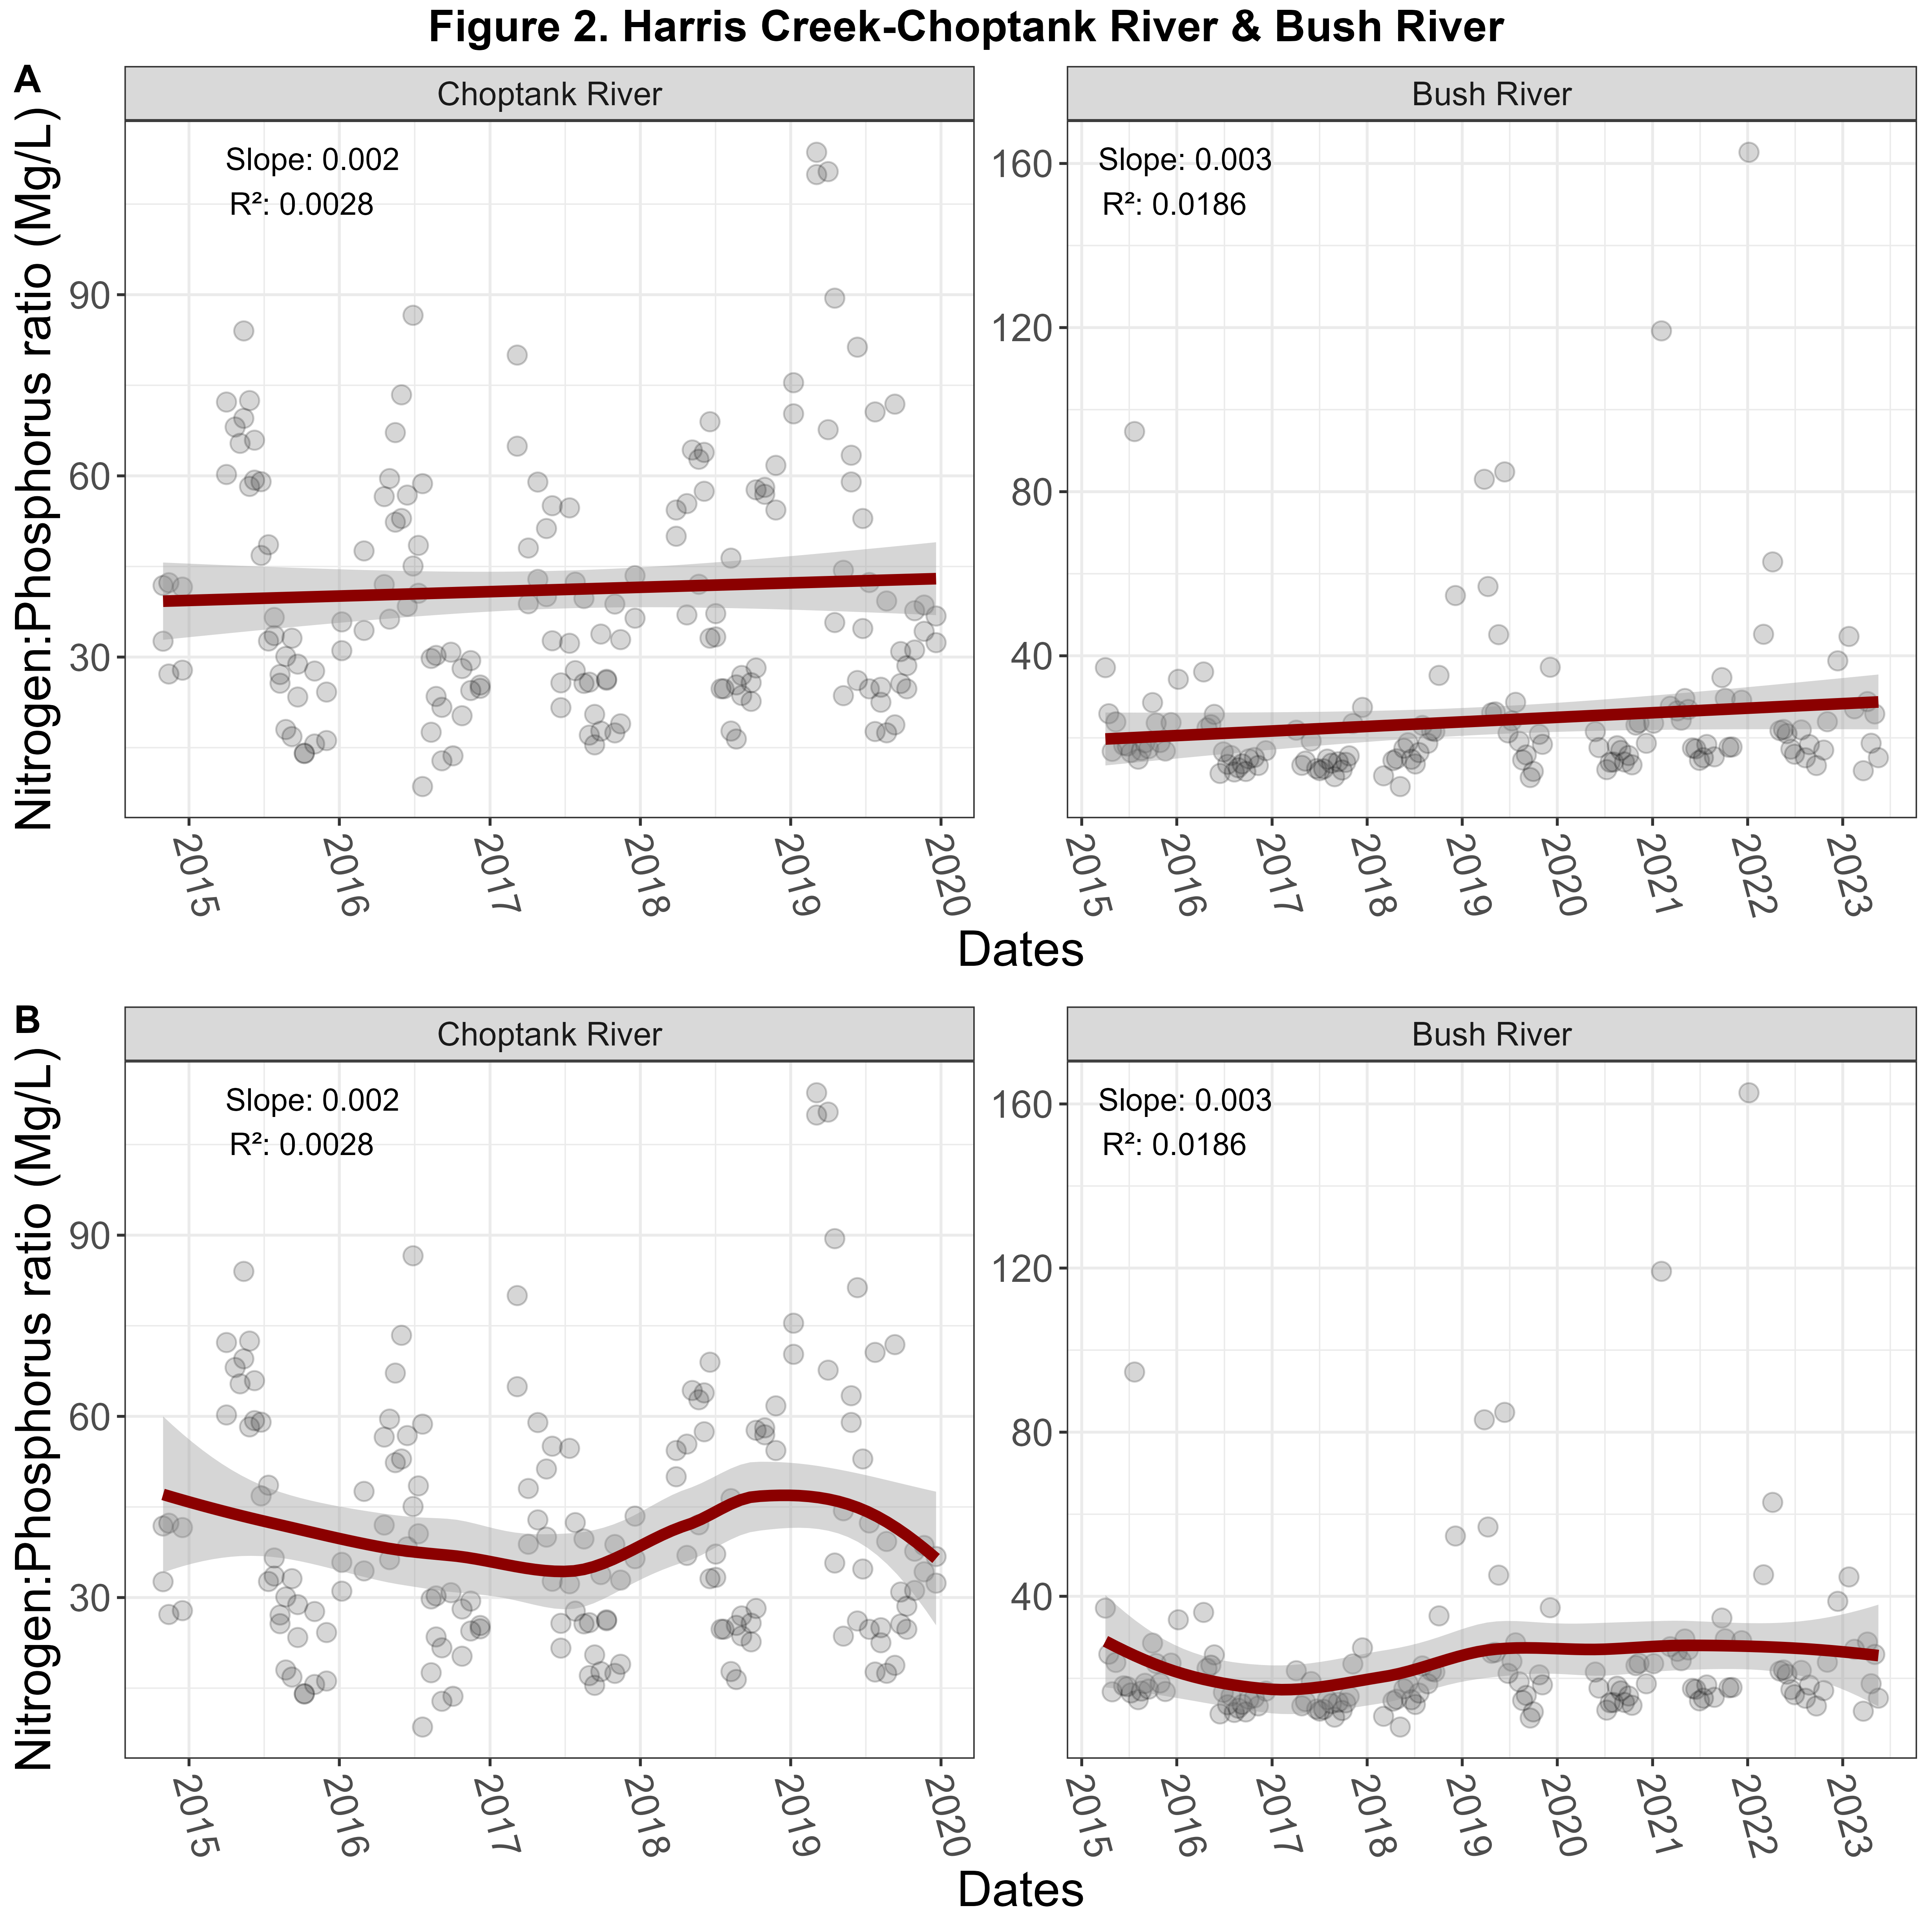 Figure 2. Harris Creek-Choptank River & Bush River
A
Choptank River
Bush River
Nitrogen:Phosphorus ratio (Mg/L)
Slope: 0.002
R²: 0.0028
90
60
30
2015 2016 2017 2018 2019 2020
Slope: 0.003
R²: 0.0186
160
120
80
40
2015 2016 2017 2018 2019 2020 2021 2022 2023
Dates
B
Choptank River
Bush River
Nitrogen:Phosphorus ratio (Mg/L)
Slope: 0.002
R²: 0.0028
90
60
30
2015 2016 2017 2018 2019 2020
Slope: 0.003
R²: 0.0186
160
120
80
40
2015 2016 2017 2018 2019 2020 2021 2022 2023
Dates